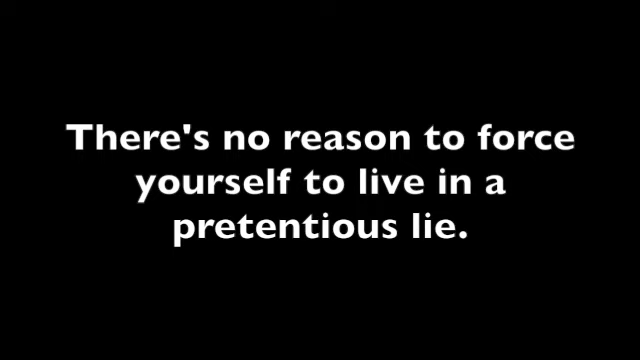 There's no reason to force
yourself to live in a
pretentious lie.